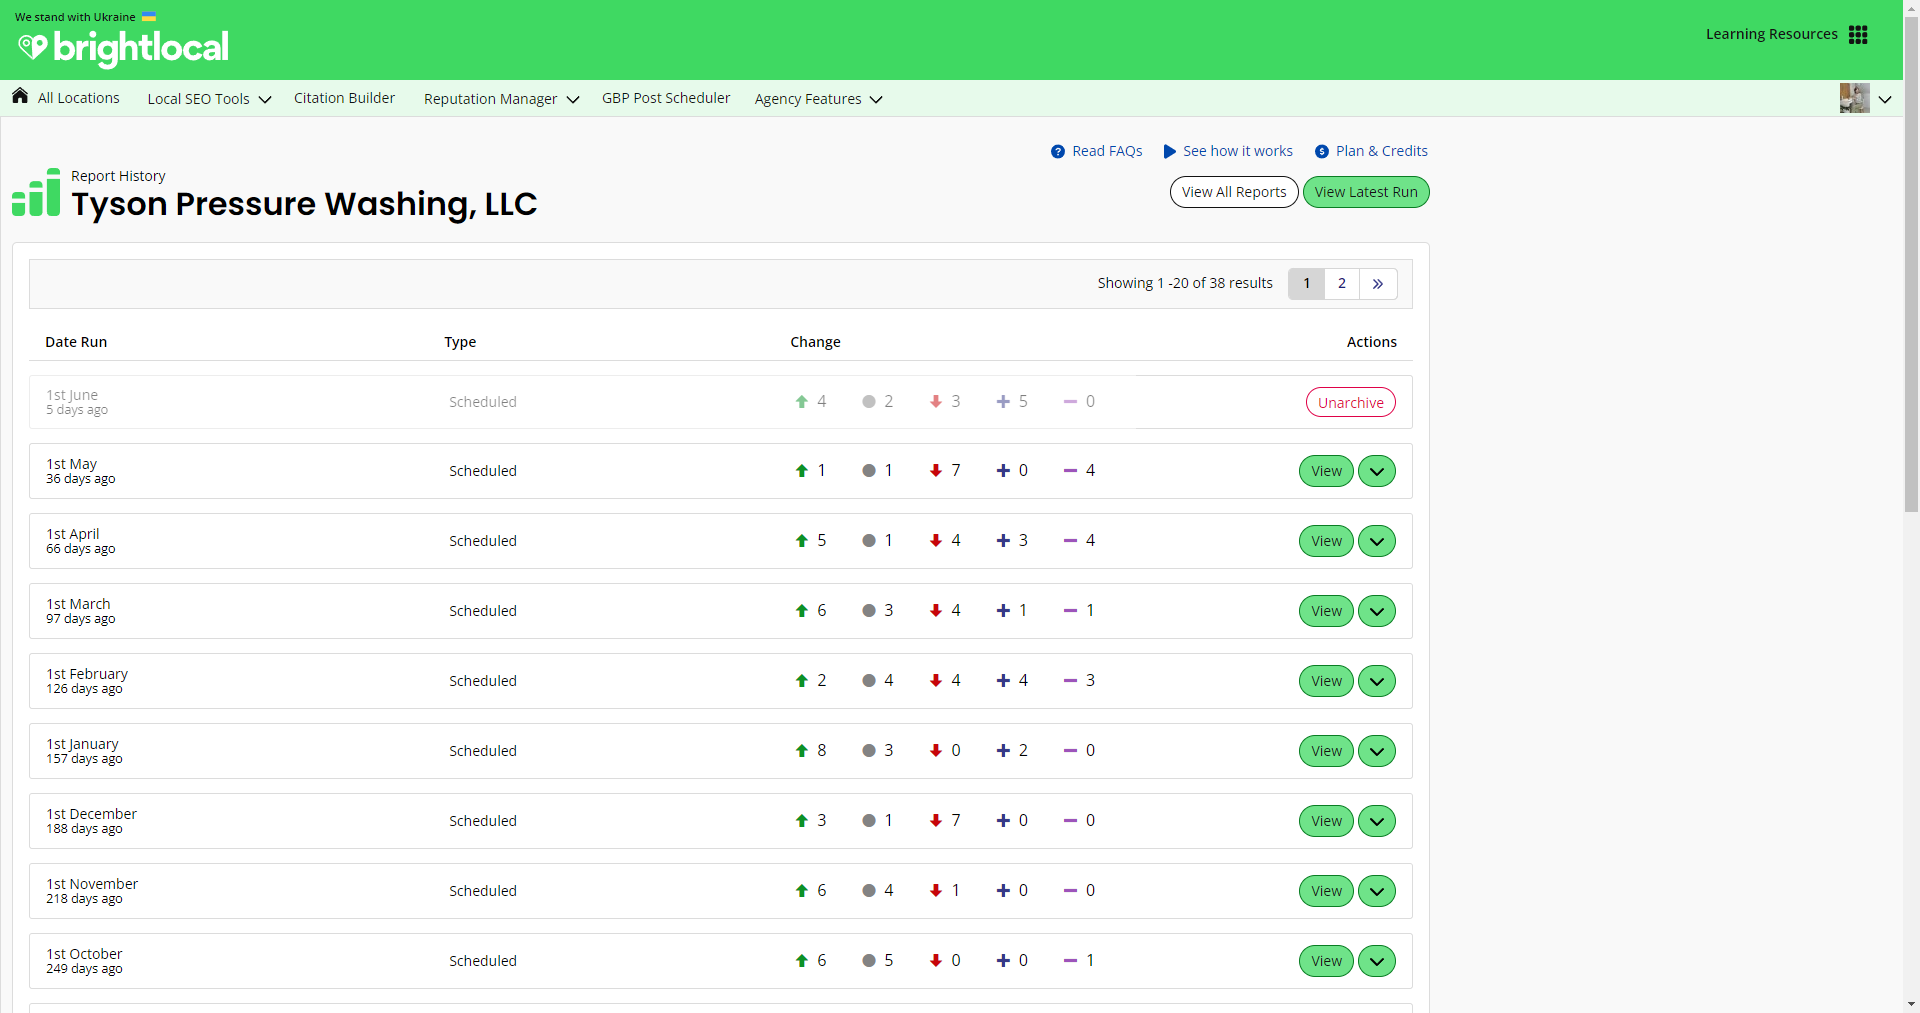 We stand with Ukraine
brightlocal
Learning Resources
All Locations Local SEO Tools Citation Builder Reputation Manager GBP Post Scheduler Agency Features
Read FAQs See how it works Plan & Credits
Report History
Tyson Pressure Washing, LLC
View All Reports View Latest Run
Showing 1 -20 of 38 results 1 2 »
Date Run Type Change Actions
1st June
5 days ago
Scheduled 4 2 3 5 0 Unarchive
1st May
36 days ago
Scheduled 1 1 7 0 4 View
1st April
66 days ago
Scheduled 5 1 4 3 4 View
1st March
97 days ago
Scheduled 6 3 4 1 1 View
1st February
126 days ago
Scheduled 2 4 4 4 3 View
1st January
157 days ago
Scheduled 8 3 0 2 0 View
1st December
188 days ago
Scheduled 3 1 7 0 0 View
1st November
218 days ago
Scheduled 6 4 1 0 0 View
1st October
249 days ago
Scheduled 6 5 0 0 1 View